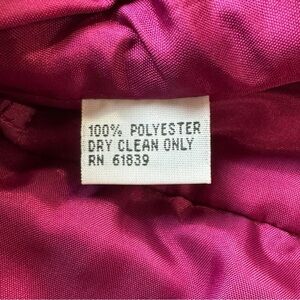 100% POLYESTER
DRY CLEAN ONLY
RN 61839